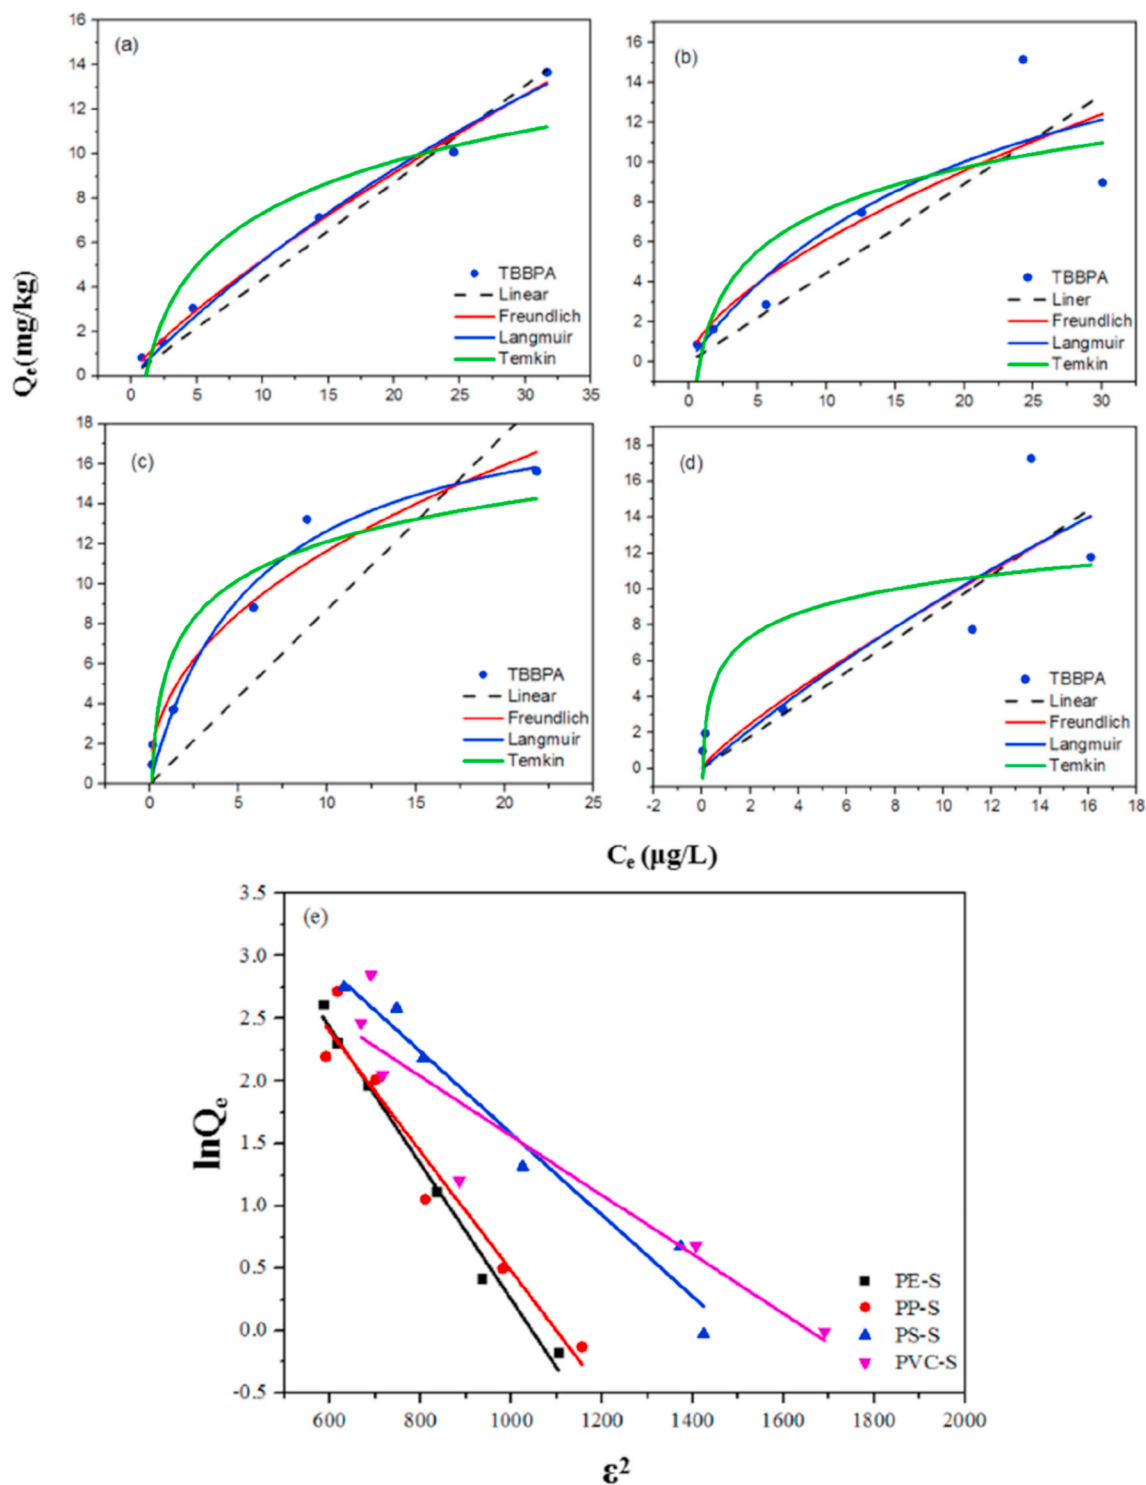 (a)
16
14
12
10
8
6
4
2
0
0 5 10 15 20 25 30 35
TBBPA
Linear
Freundlich
Langmuir
Temkin
(b)
16
14
12
10
8
6
4
2
0
0 5 10 15 20 25 30
TBBPA
Liner
Freundlich
Langmuir
Temkin
Qe(mg/kg)
(c)
18
16
14
12
10
8
6
4
2
0
0 5 10 15 20 25
TBBPA
Linear
Freundlich
Langmuir
Temkin
(d)
18
16
14
12
10
8
6
4
2
0
-2 0 2 4 6 8 10 12 14 16 18
TBBPA
Linear
Freundlich
Langmuir
Temkin
Ce (µg/L)
(e)
3.5
3.0
2.5
2.0
1.5
1.0
0.5
0.0
-0.5
600 800 1000 1200 1400 1600 1800 2000
PE-S
PP-S
PS-S
PVC-S
lnQe
ε²